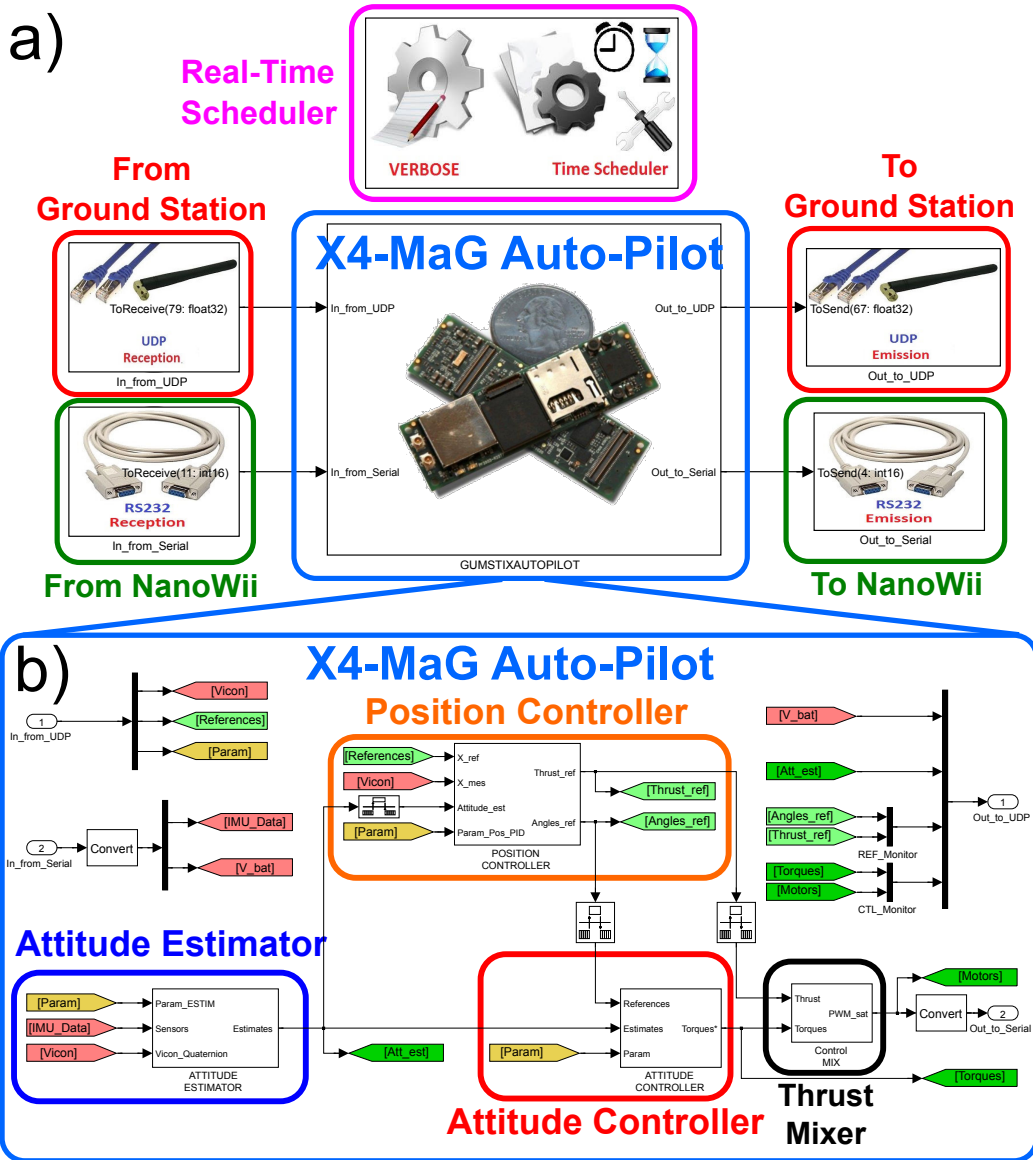 a)
Real-Time
Scheduler
VERBOSE
Time Scheduler
From
Ground Station
ToReceive(79: float32)
UDP
Reception
In_from_UDP
ToReceive(11: int16)
RS232
Reception
In_from_Serial
From NanoWii
X4-MaG Auto-Pilot
In_from_UDP
Out_to_UDP
In_from_Serial
Out_to_Serial
GUMSTIXAUTOPILOT
To
Ground Station
ToSend(67: float32)
UDP
Emission
Out_to_UDP
ToSend(4: int16)
RS232
Emission
Out_to_Serial
To NanoWii
b)
X4-MaG Auto-Pilot
1
In_from_UDP
[Vicon]
[References]
[Param]
2
In_from_Serial
Convert
[IMU_Data]
[V_bat]
Position Controller
[References]
[Vicon]
[Param]
X_ref
X_mes
Attitude_est
Param_Pos_PID
Thrust_ref
Angles_ref
POSITION
CONTROLLER
[Thrust_ref]
[Angles_ref]
[V_bat]
[Att_est]
[Angles_ref]
[Thrust_ref]
REF_Monitor
[Torques]
[Motors]
CTL_Monitor
1
Out_to_UDP
Attitude Estimator
[Param]
[IMU_Data]
[Vicon]
Param_ESTIM
Sensors
Vicon_Quaternion
Estimates
ATTITUDE
ESTIMATOR
[Att_est]
[Param]
References
Estimates
Param
Torques*
ATTITUDE
CONTROLLER
Attitude Controller
Thrust
Torques
PWM_sat
Control
MIX
Thrust
Mixer
[Motors]
Convert
2
Out_to_Serial
[Torques]